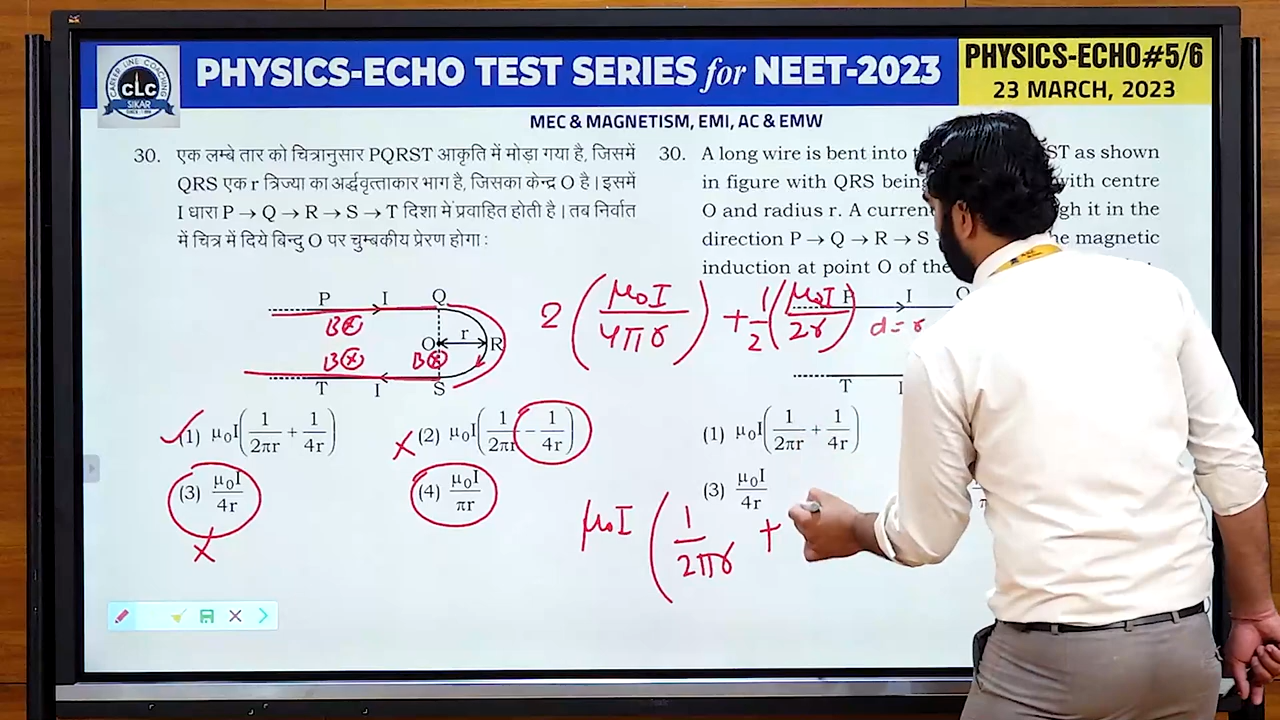 CAREER LINE COACHING
CLC
SIKAR
PHYSICS-ECHO TEST SERIES for NEET-2023
PHYSICS-ECHO#5/6
23 MARCH, 2023
MEC & MAGNETISM, EMI, AC & EMW
30. एक लम्बे तार को चित्रानुसार PQRST आकृति में मोड़ा गया है, जिसमें
QRS एक r त्रिज्या का अर्द्धवृत्ताकार भाग है, जिसका केन्द्र O है। इसमें
I धारा P → Q → R → S → T दिशा में प्रवाहित होती है। तब निर्वात
में चित्र में दिये बिन्दु O पर चुम्बकीय प्रेरण होगा :
P I Q
B⊗
O r R
B⊗ B⊗
T I S
(1) μ₀I(1/2πr + 1/4r)
(2) μ₀I(1/2πr − 1/4r)
(3) μ₀I/4r
(4) μ₀I/πr
30. A long wire is bent into ST as shown
in figure with QRS being with centre
O and radius r. A through it in the
direction P → Q → R → S magnetic
induction at point O of the
2(μ₀I/4πr) + 1/2(μ₀I/2r)
P I
d = r
T I
(1) μ₀I(1/2πr + 1/4r)
(3) μ₀I/4r
μ₀I(1/2πr +